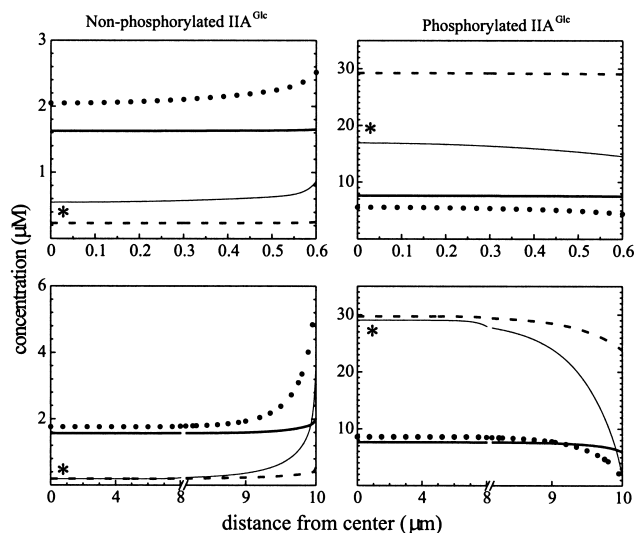 Non-phosphorylated IIA^Glc Phosphorylated IIA^Glc
3 30
2 20
1 10
* *
0 0.1 0.2 0.3 0.4 0.5 0.6 0 0.1 0.2 0.3 0.4 0.5 0.6
concentration (μM)
6 30
4 20
2 10
* *
0 2 4 8 10 0 2 4 8 10
distance from center (μm)